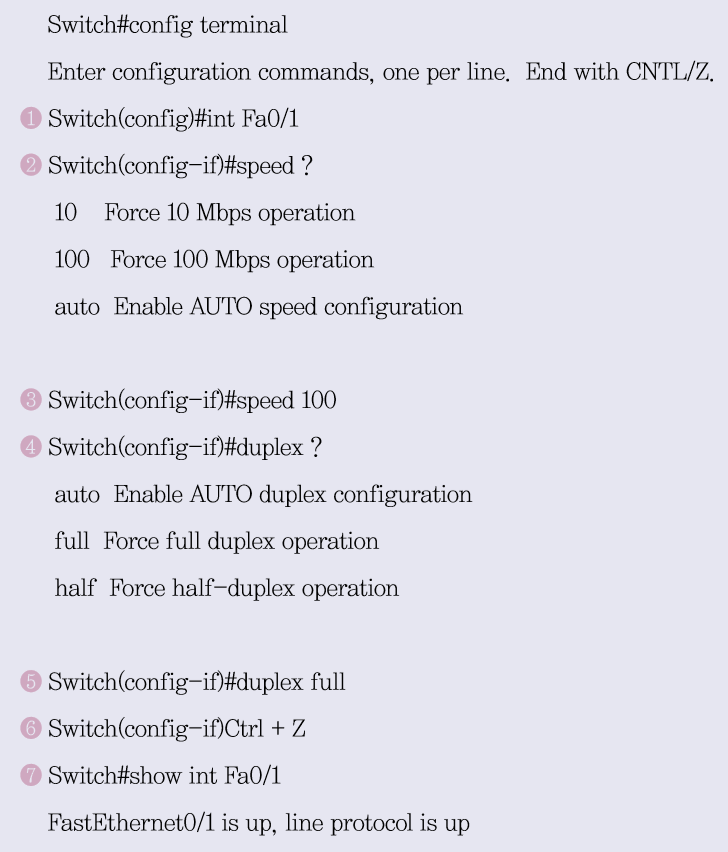 Switch#config terminal
Enter configuration commands, one per line. End with CNTL/Z.
❶ Switch(config)#int Fa0/1
❷ Switch(config-if)#speed ?
10 Force 10 Mbps operation
100 Force 100 Mbps operation
auto Enable AUTO speed configuration
❸ Switch(config-if)#speed 100
❹ Switch(config-if)#duplex ?
auto Enable AUTO duplex configuration
full Force full duplex operation
half Force half-duplex operation
❺ Switch(config-if)#duplex full
❻ Switch(config-if)Ctrl + Z
❼ Switch#show int Fa0/1
FastEthernet0/1 is up, line protocol is up